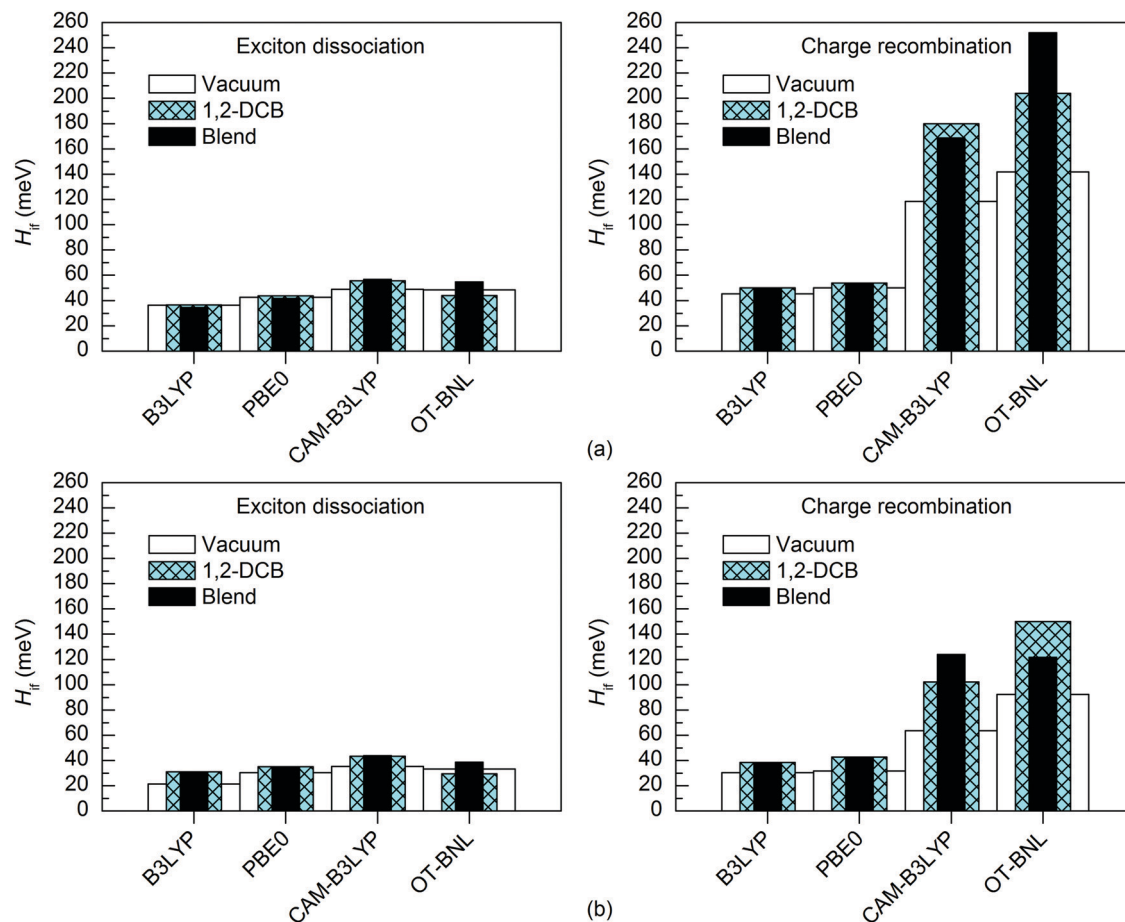 260
240
220
200
180
160
140
120
100
80
60
40
20
0
H_if (meV)
Exciton dissociation
Vacuum
1,2-DCB
Blend
B3LYP
PBE0
CAM-B3LYP
OT-BNL
260
240
220
200
180
160
140
120
100
80
60
40
20
0
H_if (meV)
Charge recombination
Vacuum
1,2-DCB
Blend
B3LYP
PBE0
CAM-B3LYP
OT-BNL
(a)
260
240
220
200
180
160
140
120
100
80
60
40
20
0
H_if (meV)
Exciton dissociation
Vacuum
1,2-DCB
Blend
B3LYP
PBE0
CAM-B3LYP
OT-BNL
260
240
220
200
180
160
140
120
100
80
60
40
20
0
H_if (meV)
Charge recombination
Vacuum
1,2-DCB
Blend
B3LYP
PBE0
CAM-B3LYP
OT-BNL
(b)